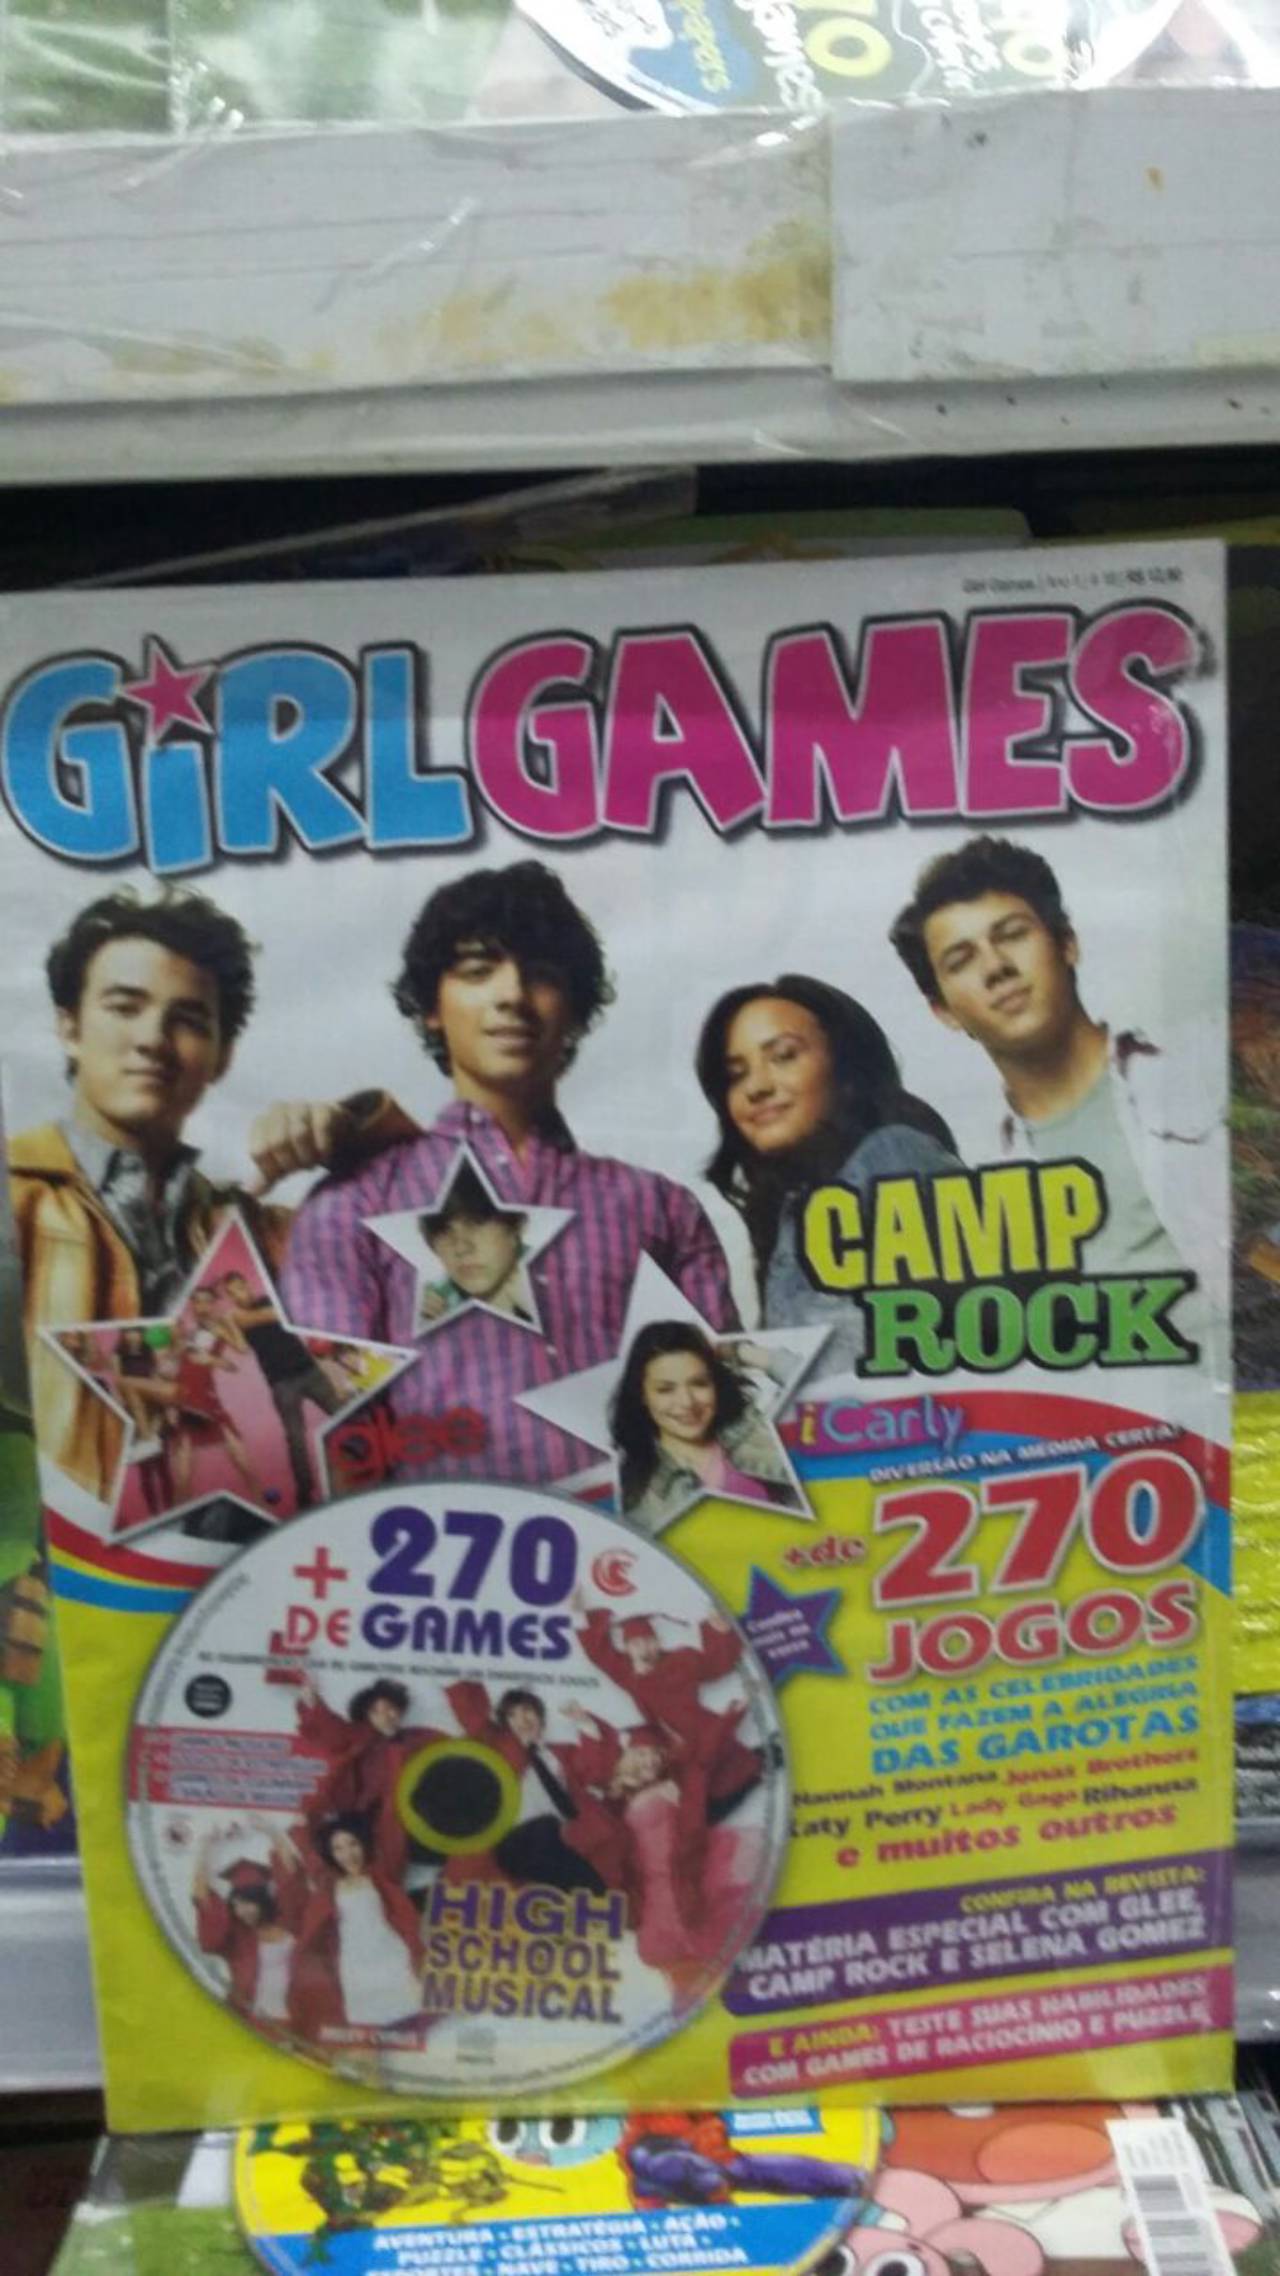 GiRL GAMES
CAMP
ROCK
glee
iCarly
DIVERSÃO NA MEDIDA CERTA!
+de 270
JOGOS
COM AS CELEBRIDADES
QUE FAZEM A ALEGRIA
DAS GAROTAS
Hannah Montana Jonas Brothers
Katy Perry Lady Gaga Rihanna
e muitos outros
CONFIRA NA REVISTA:
MATÉRIA ESPECIAL COM GLEE,
CAMP ROCK E SELENA GOMEZ
E AINDA: TESTE SUAS HABILIDADES
COM GAMES DE RACIOCÍNIO E PUZZLE
+ 270
DE GAMES
HIGH
SCHOOL
MUSICAL
AVENTURA • ESTRATÉGIA • AÇÃO •
PUZZLE • CLÁSSICOS • LUTA •
ESPORTES • NAVE • TIRO • CORRIDA